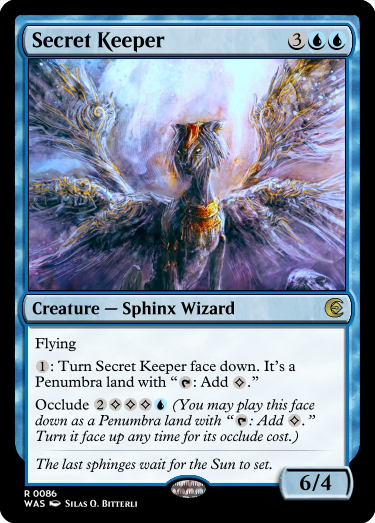 Secret Keeper 3UU
Creature — Sphinx Wizard
Flying
1: Turn Secret Keeper face down. It's a
Penumbra land with “T: Add C.”
Occlude 2CCCU (You may play this face
down as a Penumbra land with “T: Add C.”
Turn it face up any time for its occlude cost.)
The last sphinges wait for the Sun to set.
6/4
R 0086
WAS Silas O. Bitterli